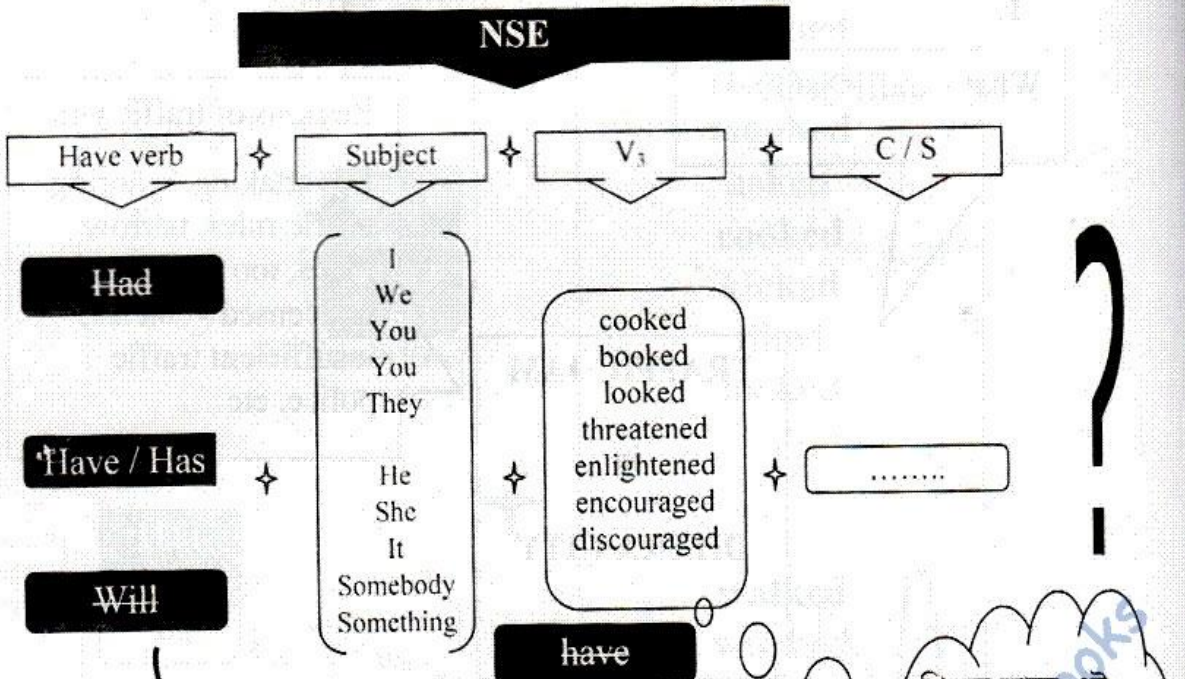 NSE
Have verb + Subject + V₃ + C / S
Had
I
We
You
You
They
cooked
booked
looked
threatened
enlightened
encouraged
discouraged
?
Have / Has + He + + ........
She
It
Somebody
Something
Will
have